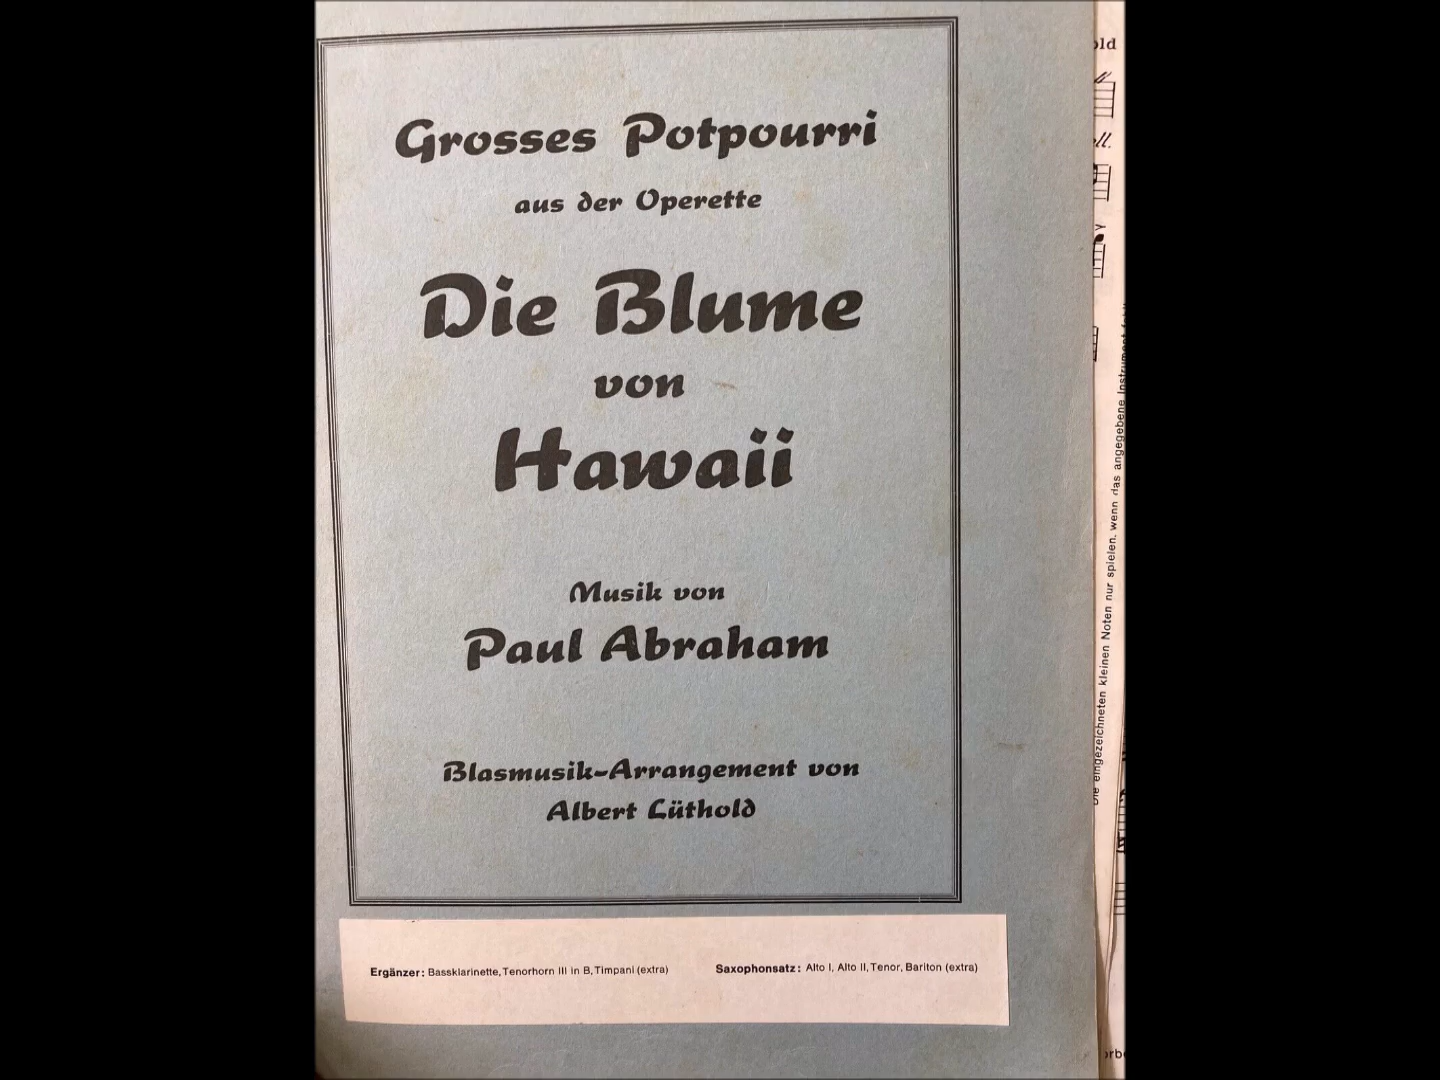 Grosses Potpourri
aus der Operette
Die Blume
von
Hawaii
Musik von
Paul Abraham
Blasmusik-Arrangement von
Albert Lüthold
Ergänzer: Bassklarinette, Tenorhorn III in B, Timpani (extra)
Saxophonsatz: Alto I, Alto II, Tenor, Bariton (extra)
Die eingezeichneten kleinen Noten nur spielen, wenn das angegebene Instrument